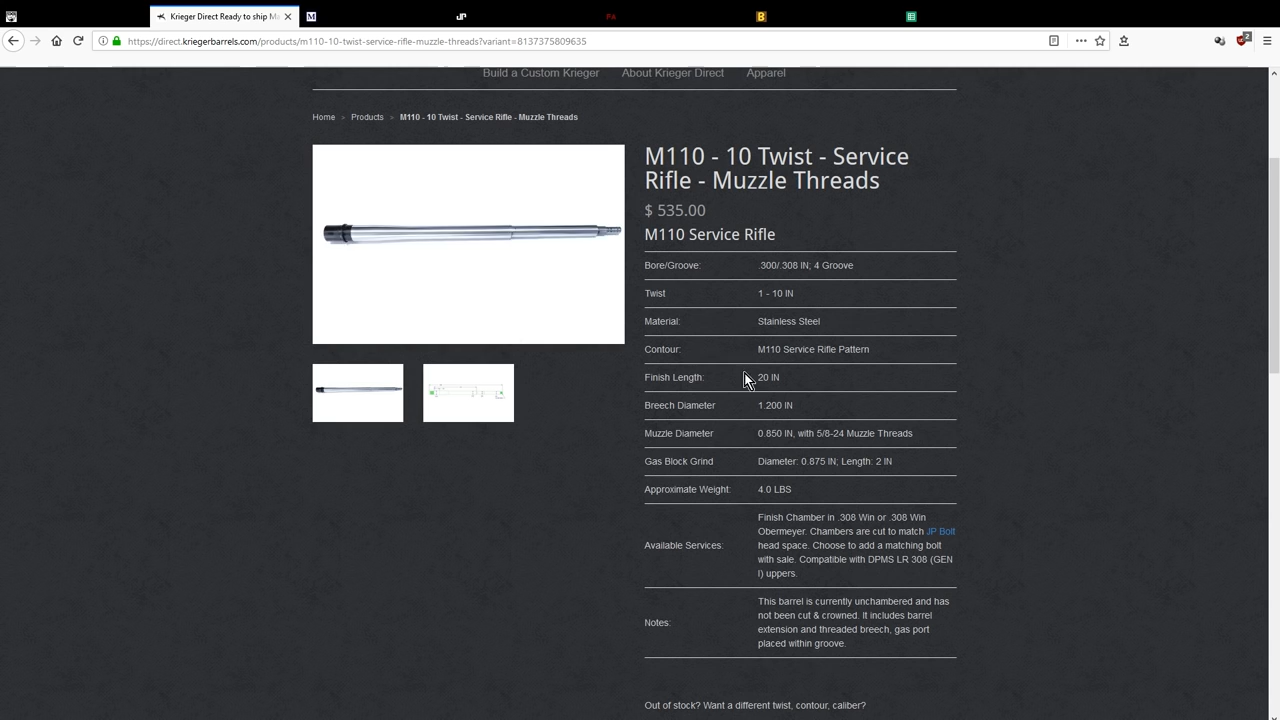 Krieger Direct Ready to ship Ma
https://direct.kriegerbarrels.com/products/m110-10-twist-service-rifle-muzzle-threads?variant=8137375809635
2
Build a Custom Krieger About Krieger Direct Apparel
Home > Products > M110 - 10 Twist - Service Rifle - Muzzle Threads
M110 - 10 Twist - Service
Rifle - Muzzle Threads
$ 535.00
M110 Service Rifle
Bore/Groove: .300/.308 IN; 4 Groove
Twist 1 - 10 IN
Material: Stainless Steel
Contour: M110 Service Rifle Pattern
Finish Length: 20 IN
Breech Diameter 1.200 IN
Muzzle Diameter 0.850 IN, with 5/8-24 Muzzle Threads
Gas Block Grind Diameter: 0.875 IN; Length: 2 IN
Approximate Weight: 4.0 LBS
Available Services: Finish Chamber in .308 Win or .308 Win
Obermeyer. Chambers are cut to match JP Bolt
head space. Choose to add a matching bolt
with sale. Compatible with DPMS LR 308 (GEN
I) uppers.
Notes: This barrel is currently unchambered and has
not been cut & crowned. It includes barrel
extension and threaded breech, gas port
placed within groove.
Out of stock? Want a different twist, contour, caliber?